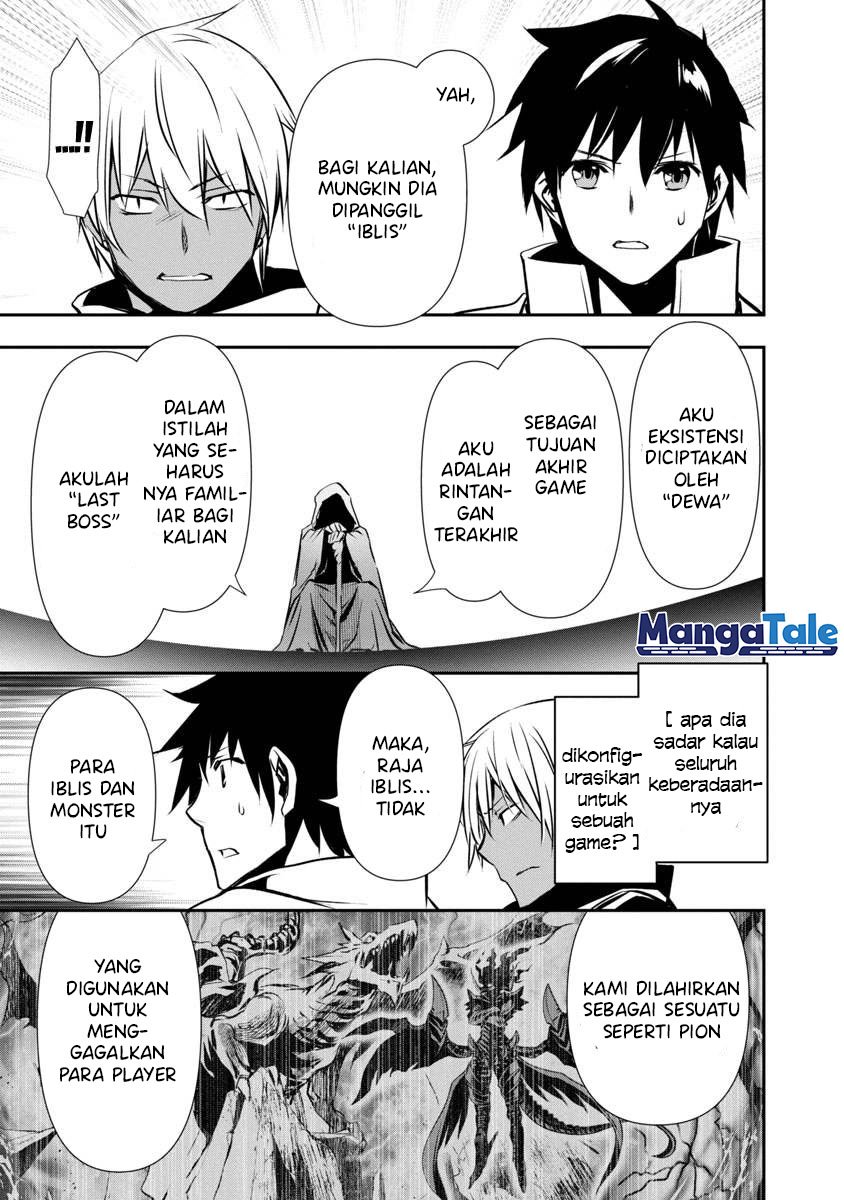 YAH,
BAGI KALIAN,
MUNGKIN DIA
DIPANGGIL
"IBLIS"
....!!
AKU
EKSISTENSI
DICIPTAKAN
OLEH
"DEWA"
SEBAGAI
TUJUAN
AKHIR
GAME
AKU
ADALAH
RINTAN-
GAN
TERAKHIR
DALAM
ISTILAH
YANG SE-
HARUS
NYA FAMIL-
IAR BAGI
KALIAN
AKULAH
"LAST
BOSS"
MangaTale
[ apa dia
sadar kalau
seluruh
keberadaan-
nya
dikonfig-
urasikan
untuk
sebuah
game? ]
MAKA,
RAJA
IBLIS...
TIDAK
PARA
IBLIS DAN
MONSTER
ITU
KAMI DILAHIRKAN
SEBAGAI SESUATU
SEPERTI PION
YANG
DIGUNAKAN
UNTUK
MENG-
GAGALKAN
PARA PLAYER